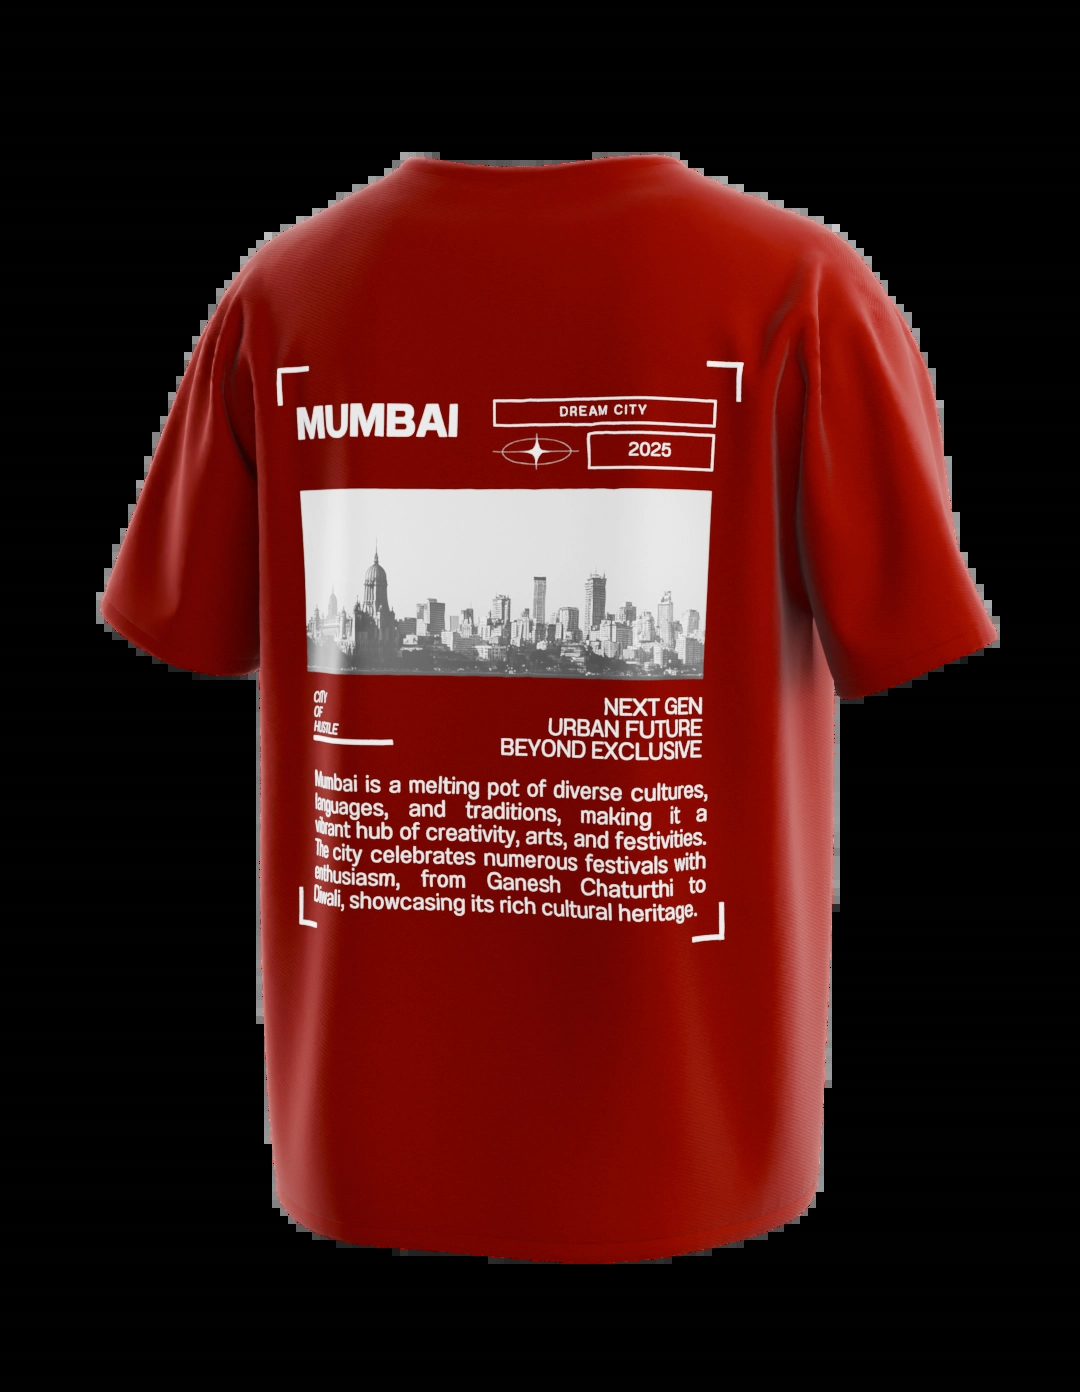 MUMBAI
DREAM CITY
2025
CITY
OF
HUSTLE
NEXT GEN
URBAN FUTURE
BEYOND EXCLUSIVE
Mumbai is a melting pot of diverse cultures,
languages, and traditions, making it a
vibrant hub of creativity, arts, and festivities.
The city celebrates numerous festivals with
enthusiasm, from Ganesh Chaturthi to
Diwali, showcasing its rich cultural heritage.